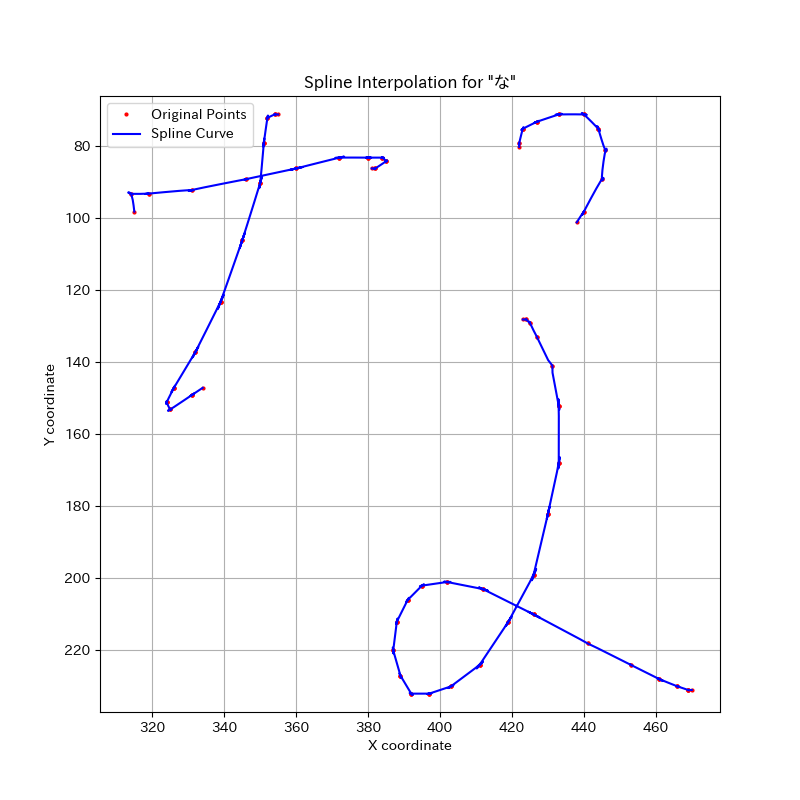 Spline Interpolation for "な"
Original Points
Spline Curve
80
100
120
140
160
180
200
220
Y coordinate
320 340 360 380 400 420 440 460
X coordinate
な